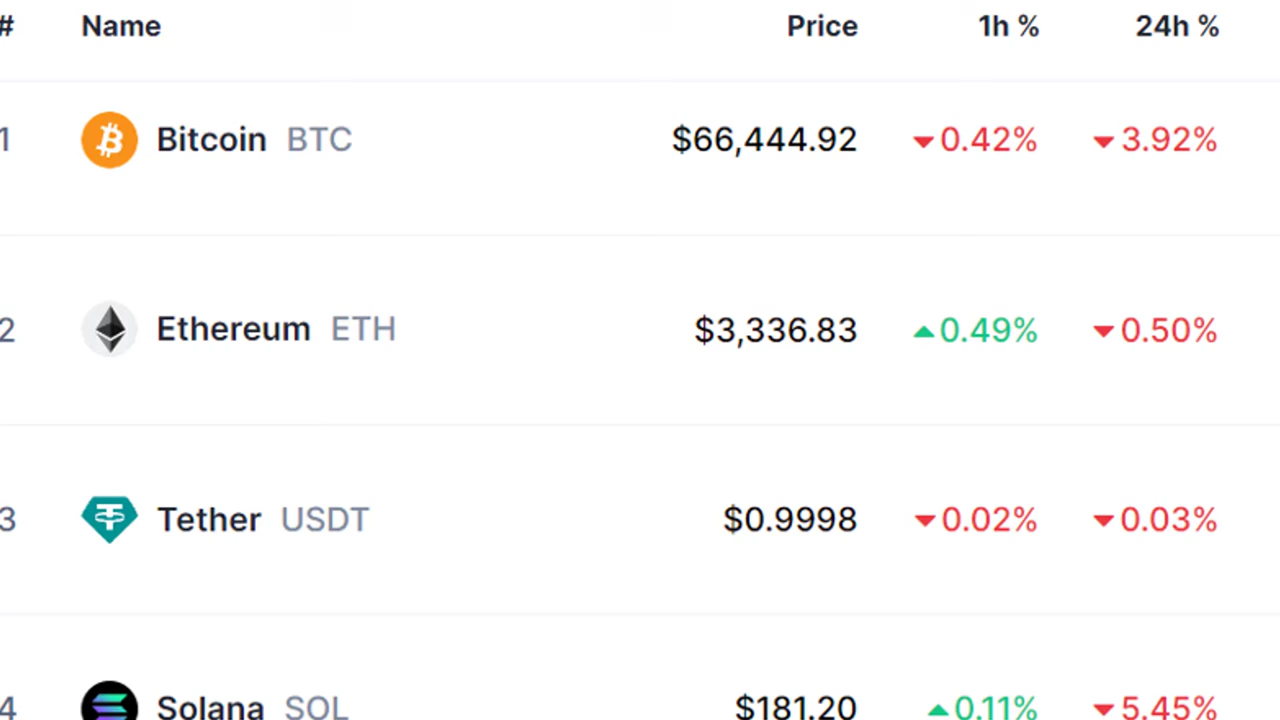 # Name Price 1h % 24h %
1 Bitcoin BTC $66,444.92 0.42% 3.92%
2 Ethereum ETH $3,336.83 0.49% 0.50%
3 Tether USDT $0.9998 0.02% 0.03%
4 Solana SOL $181.20 0.11% 5.45%